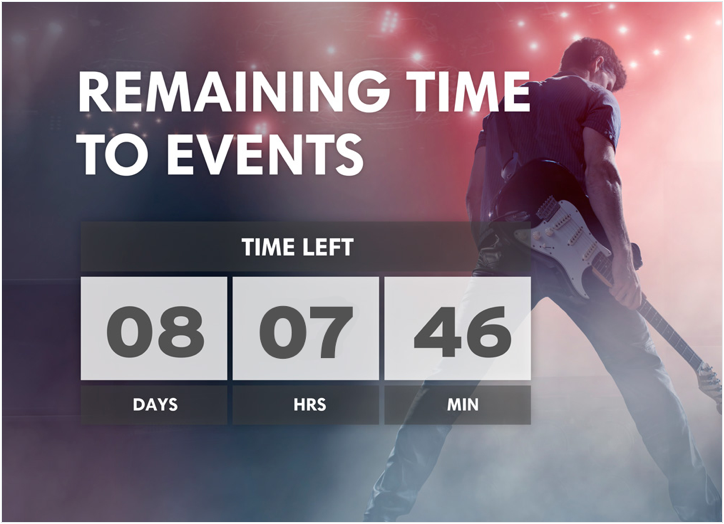 REMAINING TIME
TO EVENTS
TIME LEFT
08 07 46
DAYS HRS MIN